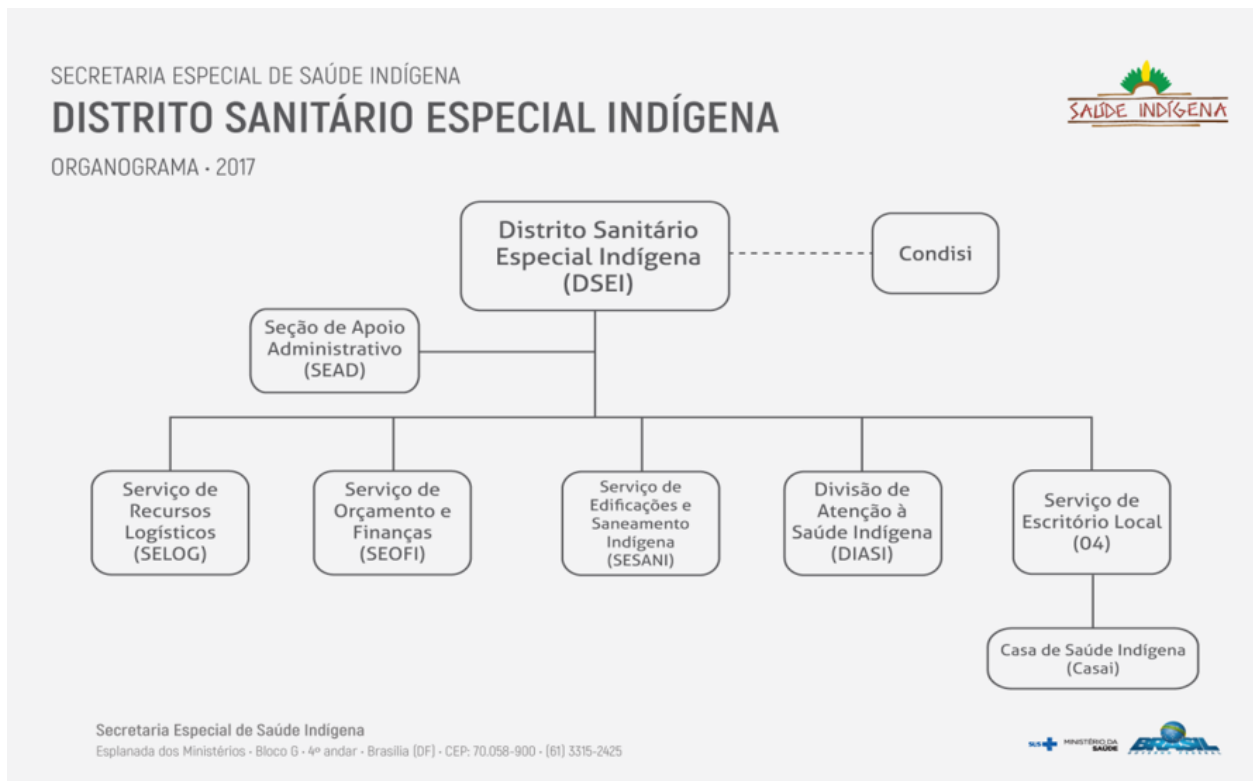 SECRETARIA ESPECIAL DE SAÚDE INDÍGENA
DISTRITO SANITÁRIO ESPECIAL INDÍGENA
ORGANOGRAMA • 2017
SAÚDE INDÍGENA
Distrito Sanitário
Especial Indígena
(DSEI)
Condisi
Seção de Apoio
Administrativo
(SEAD)
Serviço de
Recursos
Logísticos
(SELOG)
Serviço de
Orçamento e
Finanças
(SEOFI)
Serviço de
Edificações e
Saneamento
Indígena
(SESANI)
Divisão de
Atenção à
Saúde Indígena
(DIASI)
Serviço de
Escritório Local
(04)
Casa de Saúde Indígena
(Casai)
Secretaria Especial de Saúde Indígena
Esplanada dos Ministérios • Bloco G • 4º andar • Brasília (DF) • CEP: 70.058-900 • (61) 3315-2425
SUS
MINISTÉRIO DA
SAÚDE
BRASIL
GOVERNO FEDERAL